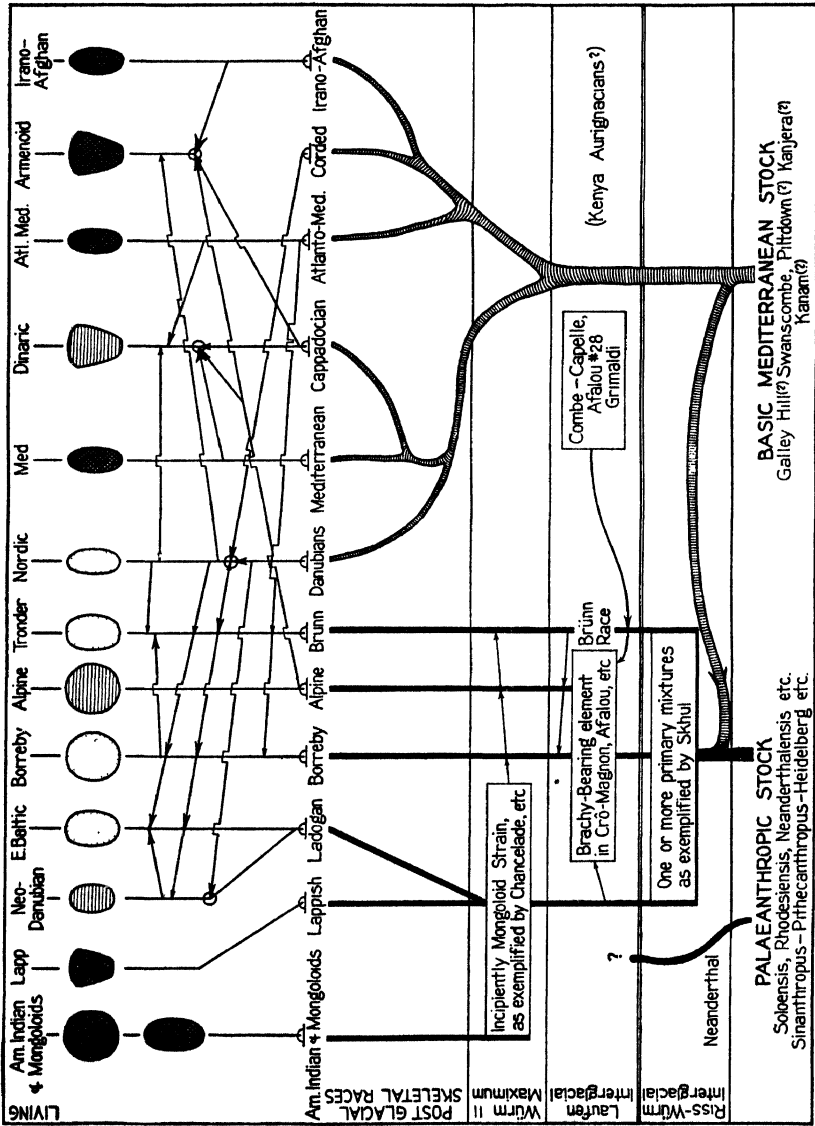 Am. Indian
& Mongoloids
Lapp
Neo-
Danubian
E.Baltic
Borreby
Alpine
Tronder
Nordic
Med
Dinaric
Atl. Med.
Armenoid
Irano-
Afghan
LIVING
Am. Indian & Mongoloids
Lappish
Ladogan
Borreby
Alpine
Brunn
Danubians
Mediterranean
Cappadocian
Atlanto-Med.
Corded
Irano-Afghan
POST GLACIAL
SKELETAL RACES
Würm II
Maximum
Incipiently Mongoloid Strain,
as exemplified by Chancelade, etc
Laufen
Interglacial
?
Brachy-Bearing element
in Crô-Magnon, Afalou, etc
Brünn
Race
Combe-Capelle,
Afalou #28
Grimaldi
(Kenya Aurignacians?)
Riss-Würm
Interglacial
Neanderthal
One or more primary mixtures
as exemplified by Skhul
PALAEANTHROPIC STOCK
Soloensis, Rhodesiensis, Neanderthalensis etc.
Sinanthropus-Pithecanthropus-Heidelberg etc.
BASIC MEDITERRANEAN STOCK
Galley Hill(?) Swanscombe, Piltdown(?) Kanjera(?)
Kanam(?)